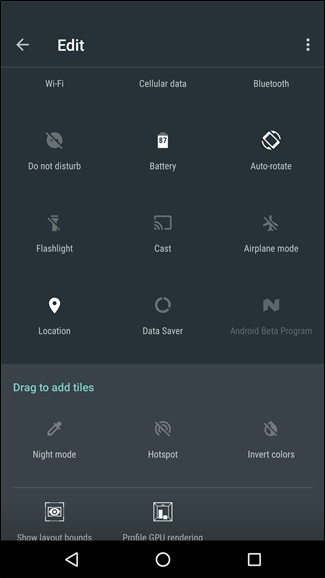 Edit
Wi-Fi Cellular data Bluetooth
87
Do not disturb Battery Auto-rotate
Flashlight Cast Airplane mode
Location Data Saver Android Beta Program
Drag to add tiles
Night mode Hotspot Invert colors
Show layout bounds Profile GPU rendering